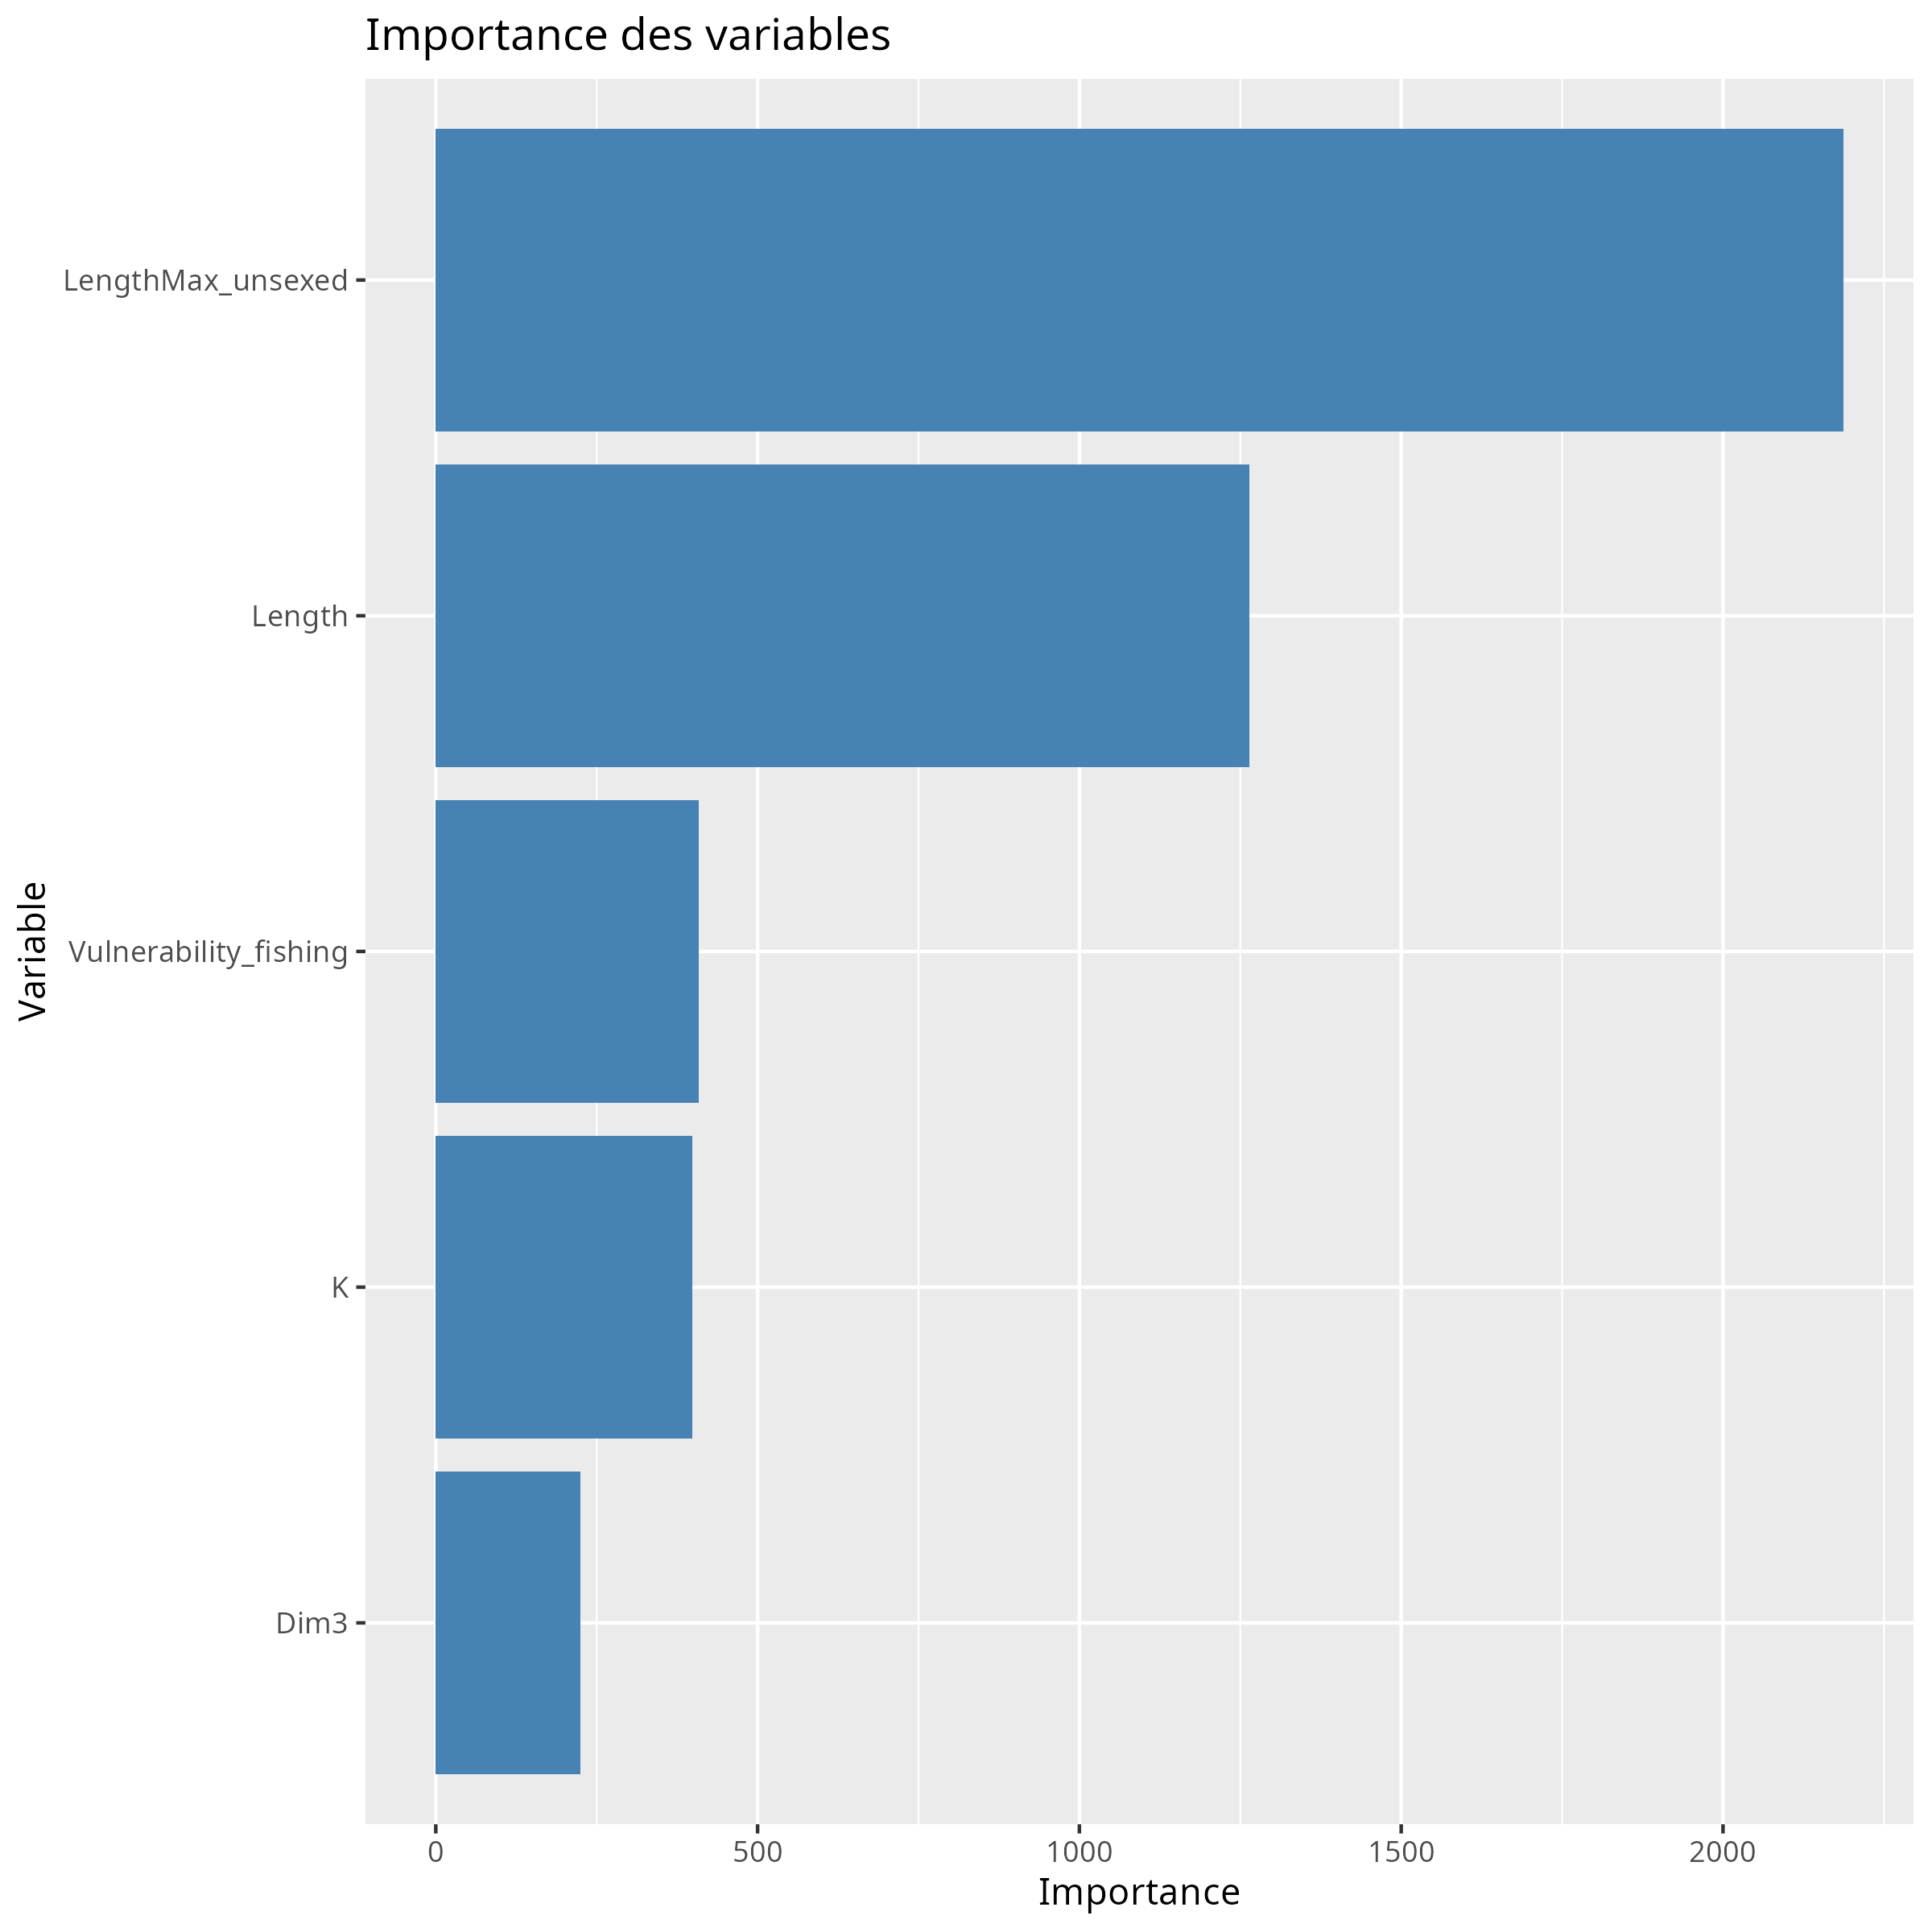 Importance des variables
Variable
LengthMax_unsexed
Length
Vulnerability_fishing
K
Dim3
0 500 1000 1500 2000
Importance